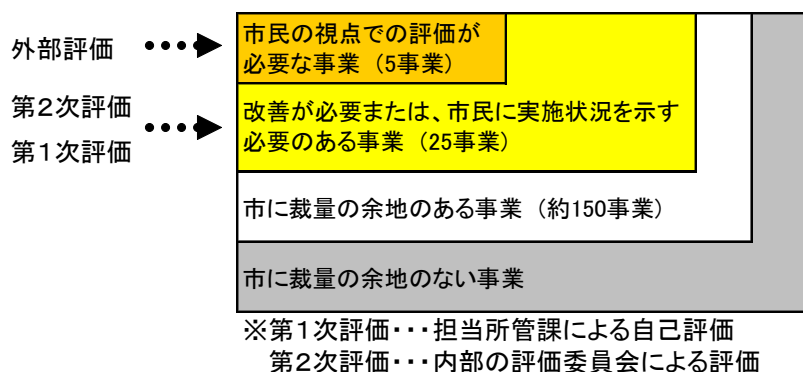 外部評価
市民の視点での評価が
必要な事業（5事業）
第２次評価
第１次評価
改善が必要または、市民に実施状況を示す
必要のある事業（25事業）
市に裁量の余地のある事業（約150事業）
市に裁量の余地のない事業
※第１次評価・・・担当所管課による自己評価
第２次評価・・・内部の評価委員会による評価